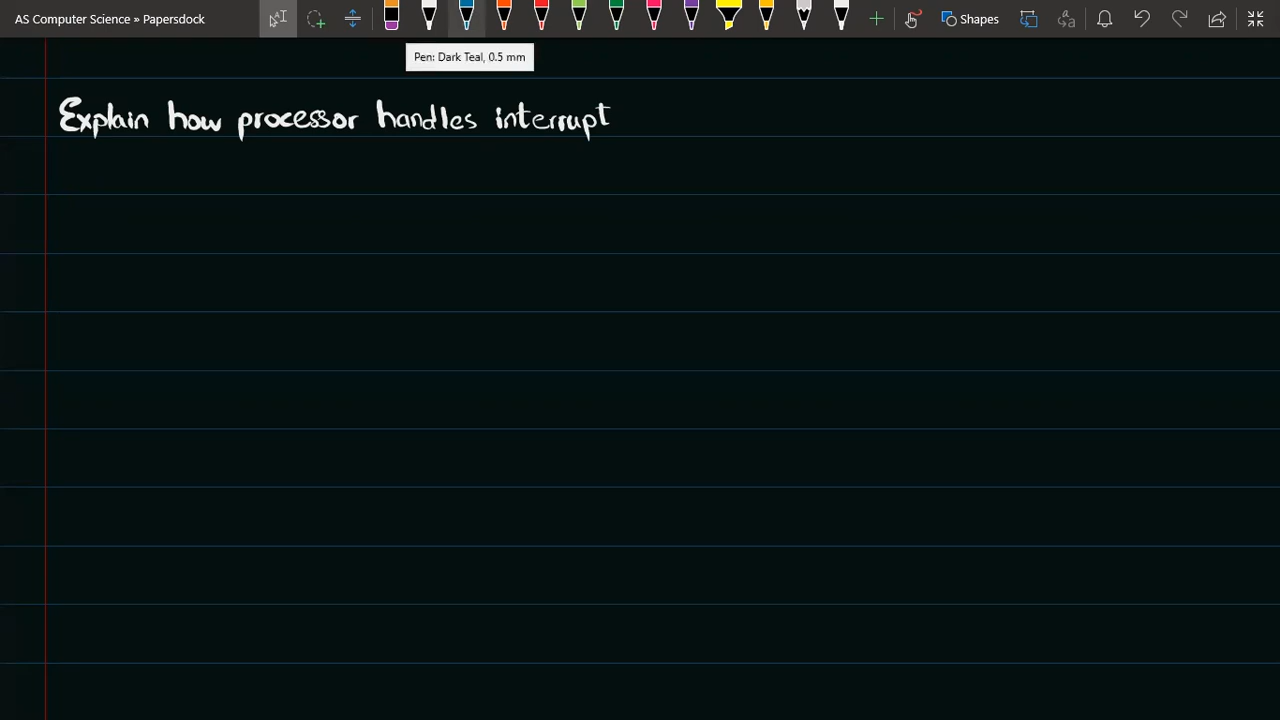 AS Computer Science » Papersdock
Shapes
Pen: Dark Teal, 0.5 mm
Explain how processor handles interrupt